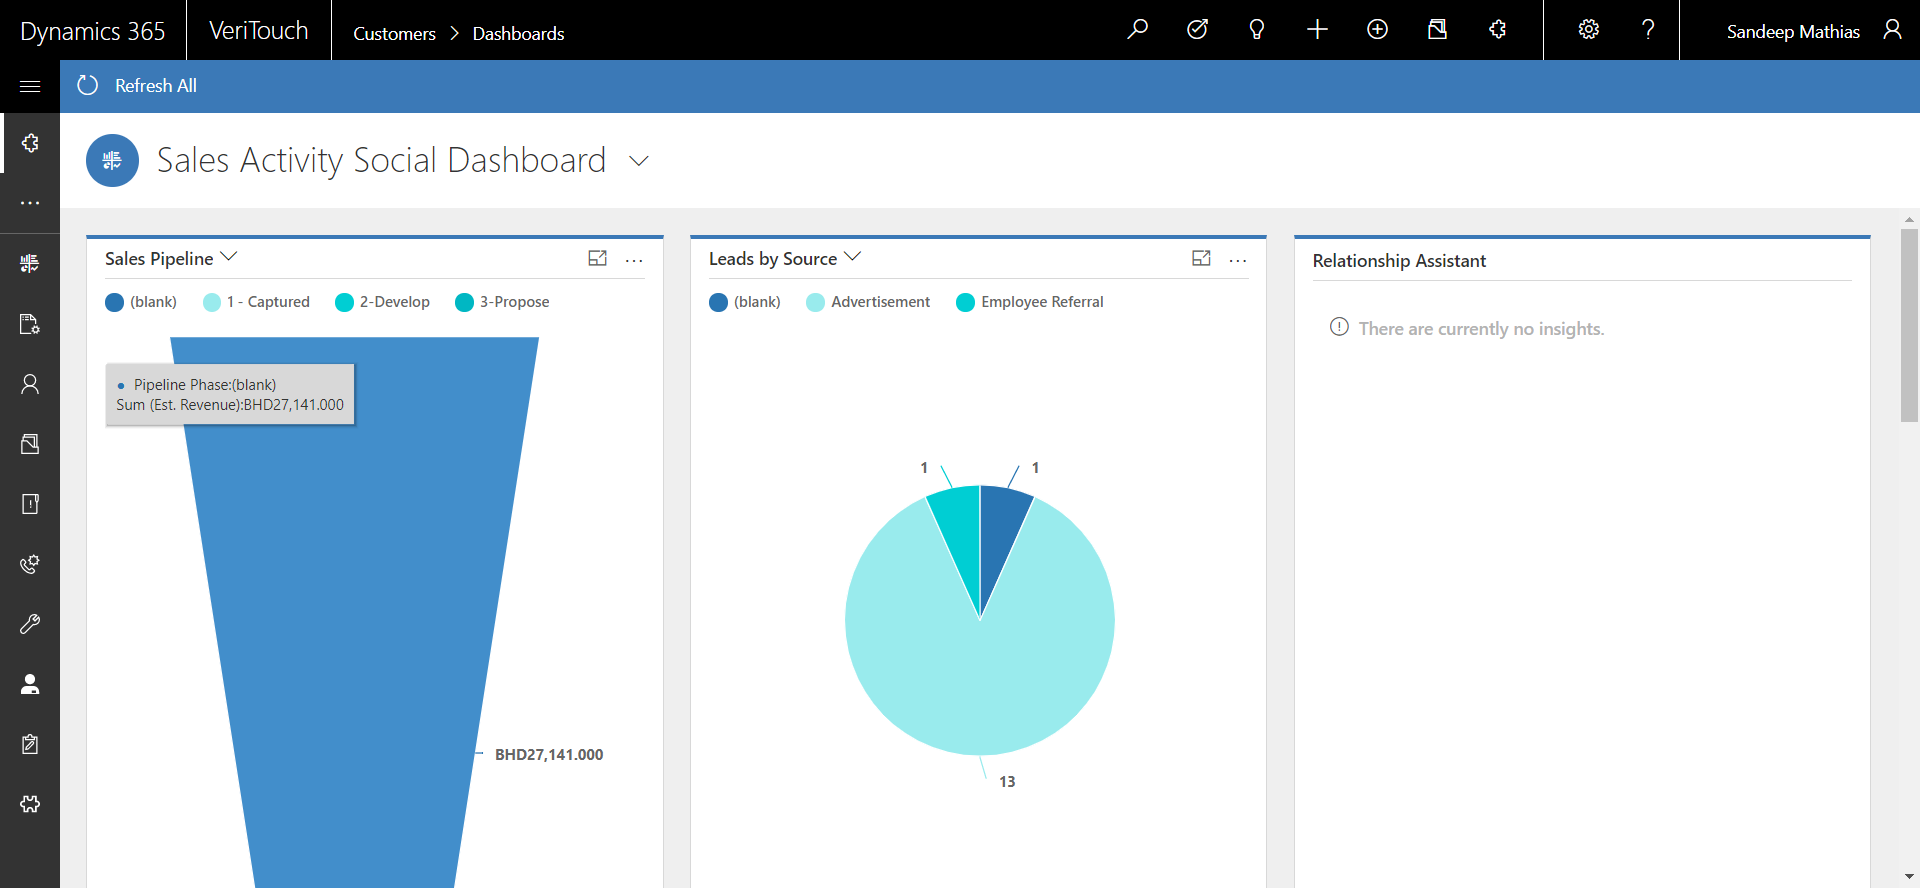 Dynamics 365 VeriTouch Customers > Dashboards ? Sandeep Mathias
Refresh All
Sales Activity Social Dashboard
Sales Pipeline
(blank) 1 - Captured 2-Develop 3-Propose
Pipeline Phase:(blank)
Sum (Est. Revenue):BHD27,141.000
BHD27,141.000
Leads by Source
(blank) Advertisement Employee Referral
1 1
13
Relationship Assistant
There are currently no insights.